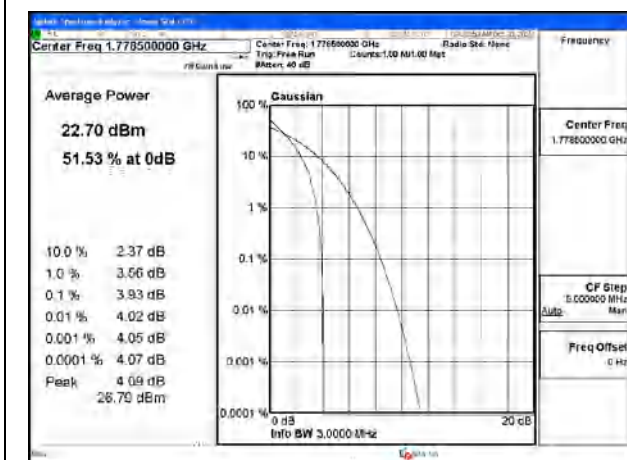 Center Freq 1.778500000 GHz
Center Freq: 1.778500000 GHz
Radio Std: None
Trig: Free Run
Counts:1.00 M/1.00 Mpt
#Atten: 40 dB
Frequency
Average Power
22.70 dBm
51.53 % at 0dB
10.0 % 2.37 dB
1.0 % 3.56 dB
0.1 % 3.93 dB
0.01 % 4.02 dB
0.001 % 4.05 dB
0.0001 % 4.07 dB
Peak 4.09 dB
26.79 dBm
Gaussian
100 %
10 %
1 %
0.1 %
0.01 %
0.001 %
0.0001 %
0 dB
20 dB
Info BW 3.0000 MHz
Center Freq
1.778500000 GHz
CF Step
5.000000 MHz
Auto Man
Freq Offset
0 Hz